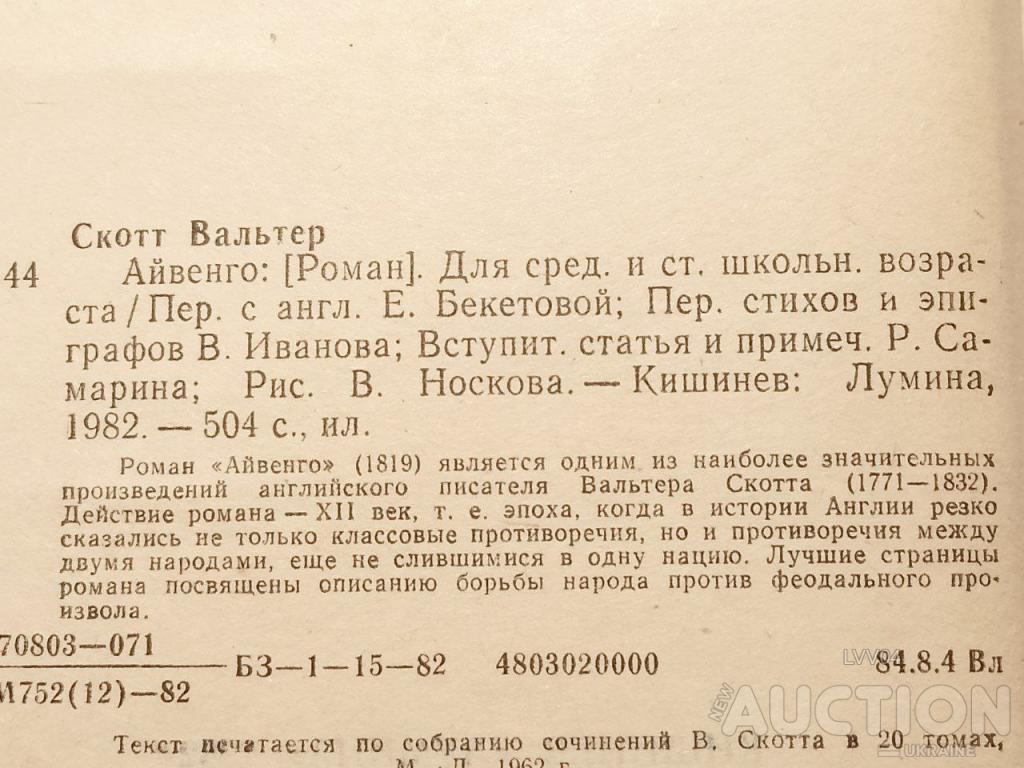 Скотт Вальтер
44 Айвенго: [Роман]. Для сред. и ст. школьн. возра-
ста/Пер. с англ. Е. Бекетовой; Пер. стихов и эпи-
графов В. Иванова; Вступит. статья и примеч. Р. Са-
марина; Рис. В. Носкова. — Кишинев: Лумина,
1982. — 504 с., ил.
Роман «Айвенго» (1819) является одним из наиболее значительных
произведений английского писателя Вальтера Скотта (1771—1832).
Действие романа — XII век, т. е. эпоха, когда в истории Англии резко
сказались не только классовые противоречия, но и противоречия между
двумя народами, еще не слившимися в одну нацию. Лучшие страницы
романа посвящены описанию борьбы народа против феодального про-
извола.
70803—071
М752(12)—82
БЗ—1—15—82 4803020000 84.8.4 Вл
LVV94
NEW AUCTION
UKRAINE
Текст печатается по собранию сочинений В. Скотта в 20 томах,
М.—Л. 1962 г.